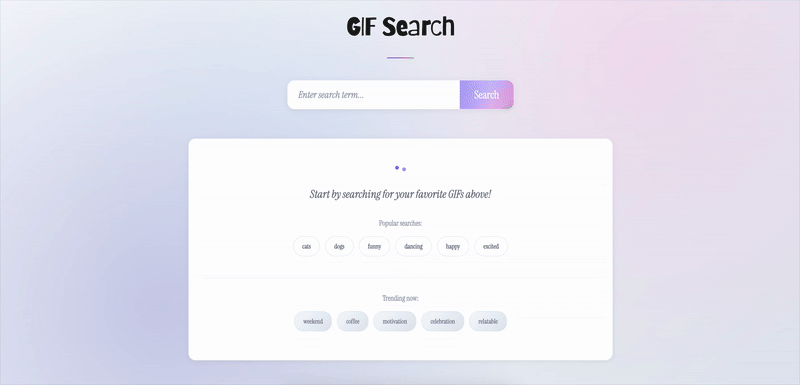 GIF Search
Enter search term...
Search
Start by searching for your favorite GIFs above!
Popular searches:
cats
dogs
funny
dancing
happy
excited
Trending now:
weekend
coffee
motivation
celebration
relatable